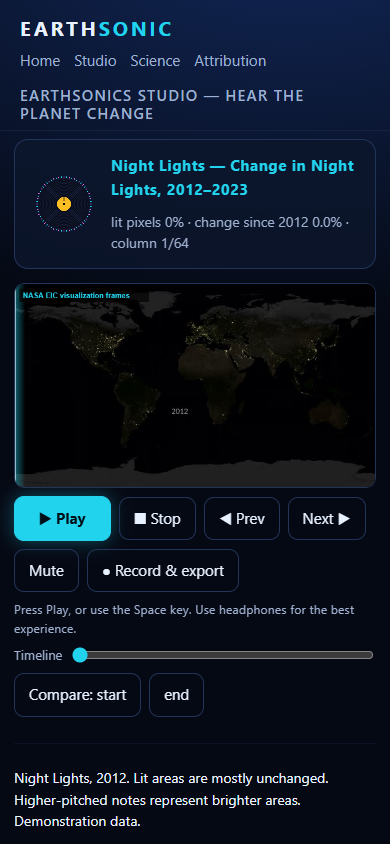 EARTHSONIC
Home Studio Science Attribution
EARTHSONICS STUDIO — HEAR THE
PLANET CHANGE
Night Lights — Change in Night
Lights, 2012–2023
lit pixels 0% · change since 2012 0.0% ·
column 1/64
NASA EIC visualization frames
2012
▶ Play
■ Stop
◀ Prev
Next ▶
Mute
● Record & export
Press Play, or use the Space key. Use headphones for the best
experience.
Timeline
Compare: start
end
Night Lights, 2012. Lit areas are mostly unchanged.
Higher-pitched notes represent brighter areas.
Demonstration data.